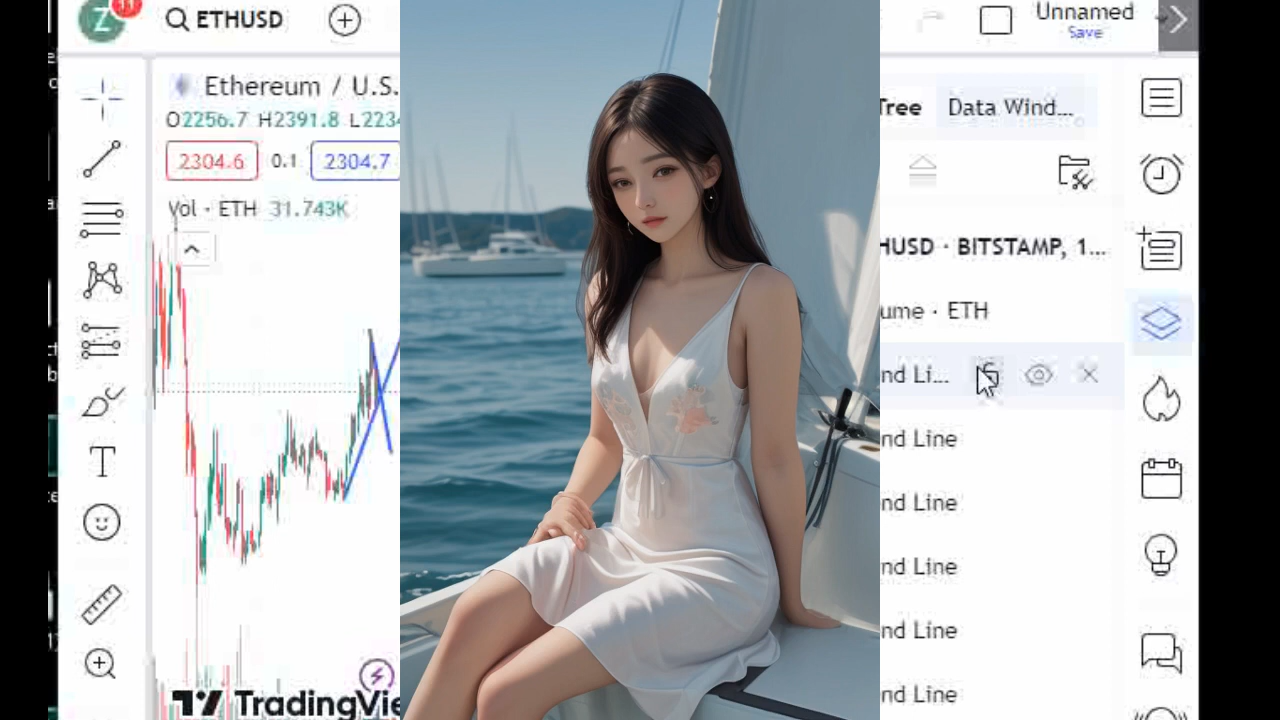 Z 11
ETHUSD
Unnamed
Save
Ethereum / U.S.
O2256.7 H2391.8 L2234
2304.6 0.1 2304.7
Vol · ETH 31.743K
T
TradingVie
Tree
Data Wind...
HUSD · BITSTAMP, 1...
ume · ETH
nd Li...
nd Line
nd Line
nd Line
nd Line
nd Line